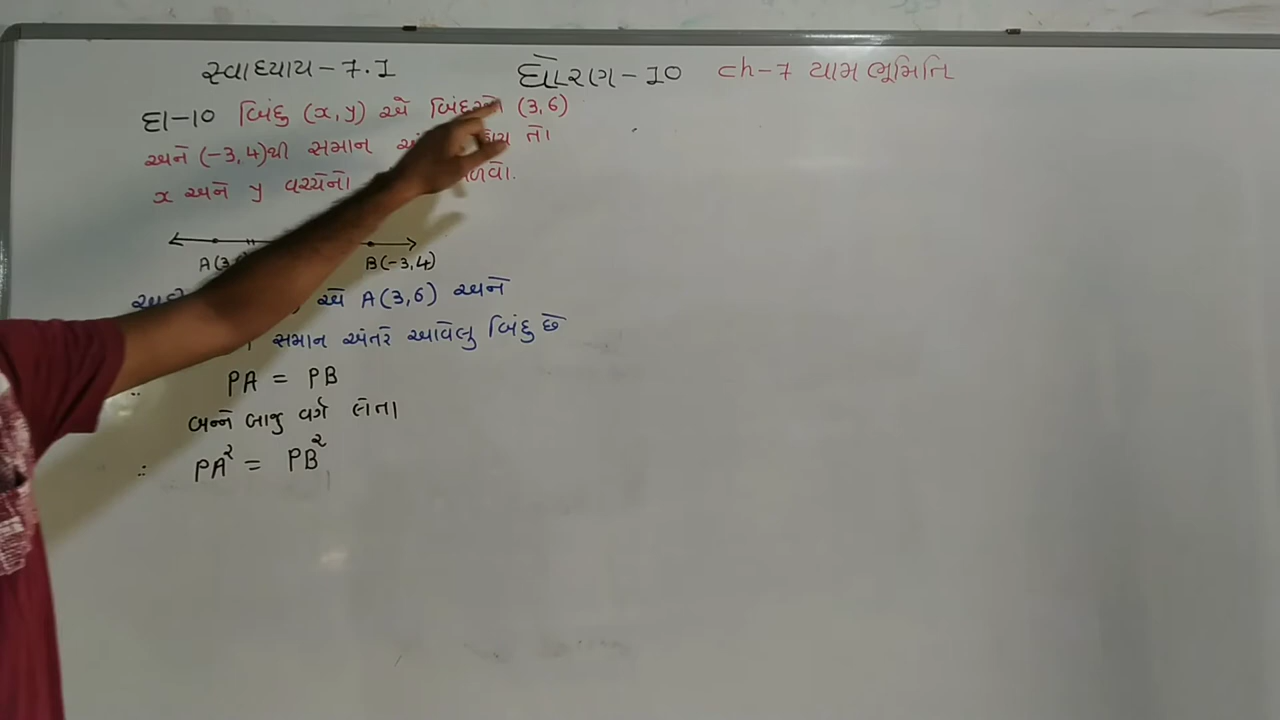 સ્વાધ્યાય - 7.1 ધોરણ - 10 ch-7 યામ ભૂમિતિ
દા-10 બિંદુ (x, y) એ (3, 6)
અને (-3, 4)થી સમાન તો
x અને y વચ્ચેનો
B(-3, 4)
એ A(3, 6) અને
સમાન અંતરે આવેલુ બિંદુ છે
PA = PB
બન્ને બાજુ વર્ગ લેતા
∴ PA² = PB²